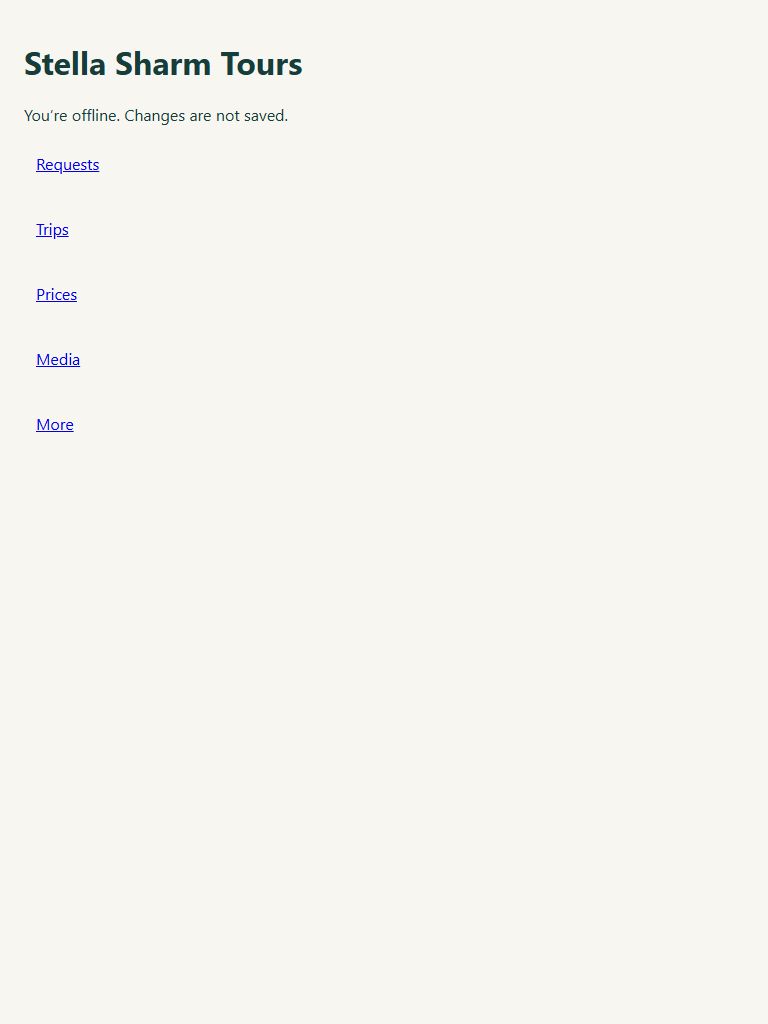 Stella Sharm Tours
You’re offline. Changes are not saved.
Requests
Trips
Prices
Media
More